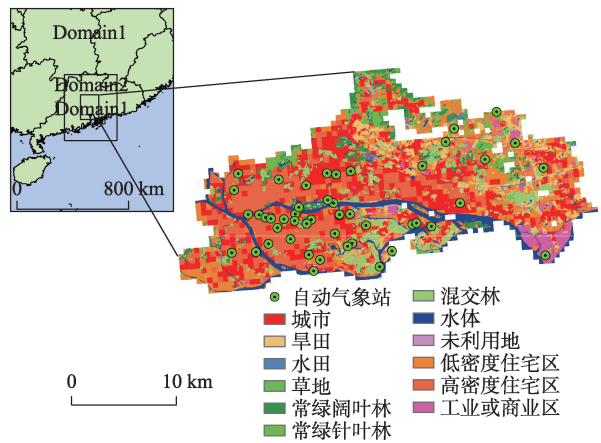 Domain1
Domain2
Domain1
0 800 km
自动气象站
城市
旱田
水田
草地
常绿阔叶林
常绿针叶林
混交林
水体
未利用地
低密度住宅区
高密度住宅区
工业或商业区
0 10 km